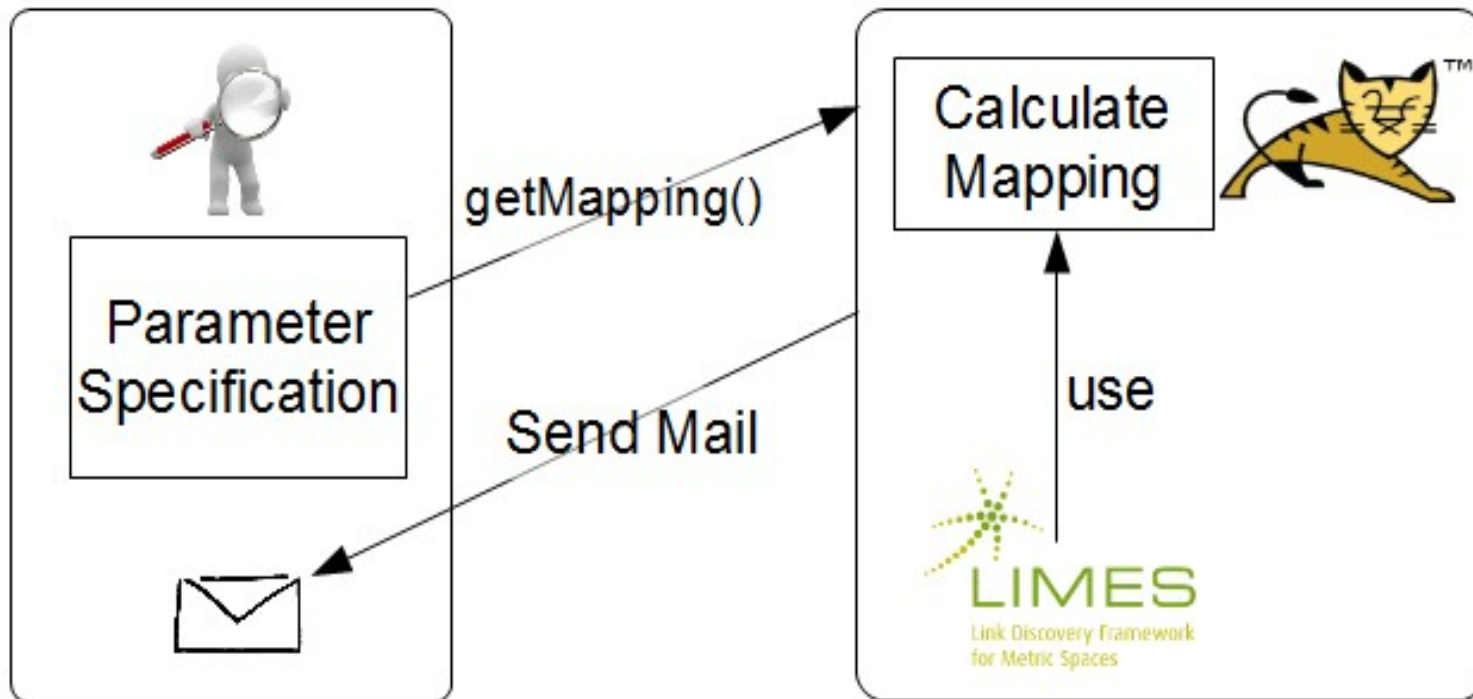 Parameter
Specification
getMapping()
Send Mail
Calculate
Mapping
TM
use
LIMES
Link Discovery Framework
for Metric Spaces